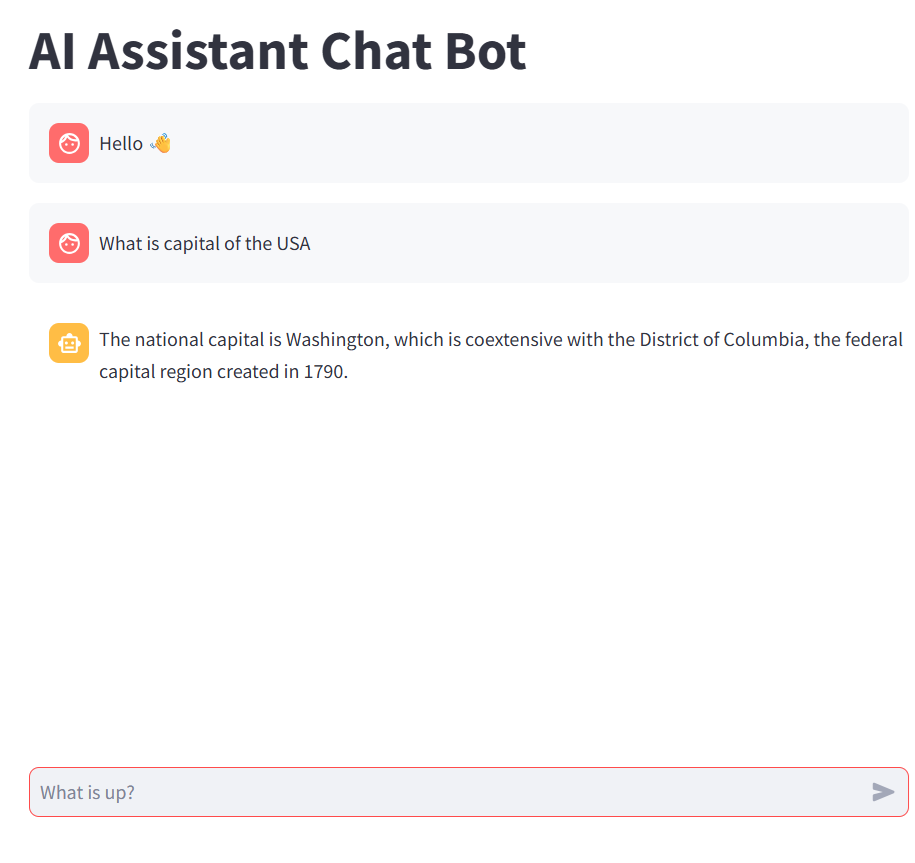 AI Assistant Chat Bot
Hello 👋
What is capital of the USA
The national capital is Washington, which is coextensive with the District of Columbia, the federal
capital region created in 1790.
What is up?